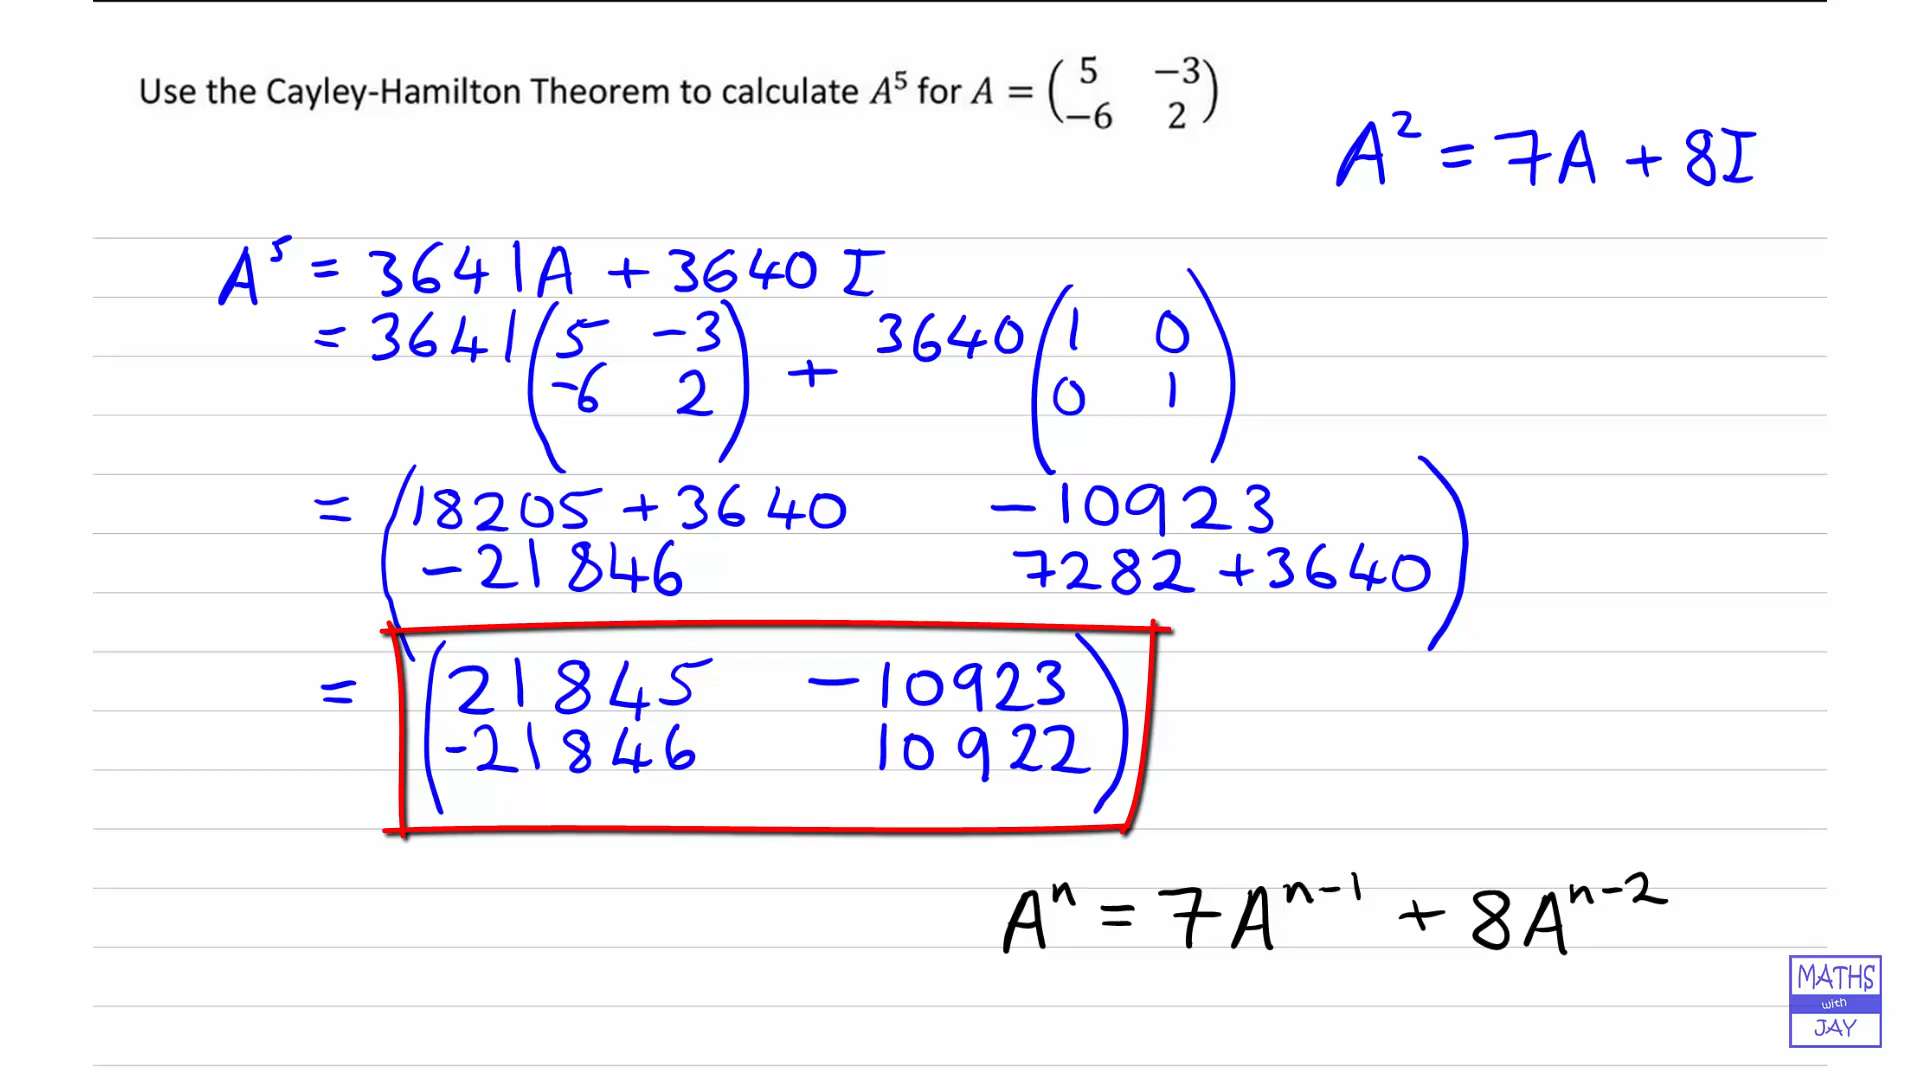 Use the Cayley-Hamilton Theorem to calculate A⁵ for A = (5 −3
−6 2)
A² = 7A + 8I
A⁵ = 3641A + 3640 I
= 3641 (5 -3
-6 2) + 3640 (1 0
0 1)
= (18205 + 3640 -10923
-21846 7282 + 3640)
= (21845 -10923
-21846 10922)
Aⁿ = 7Aⁿ⁻¹ + 8Aⁿ⁻²
MATHS
with
JAY